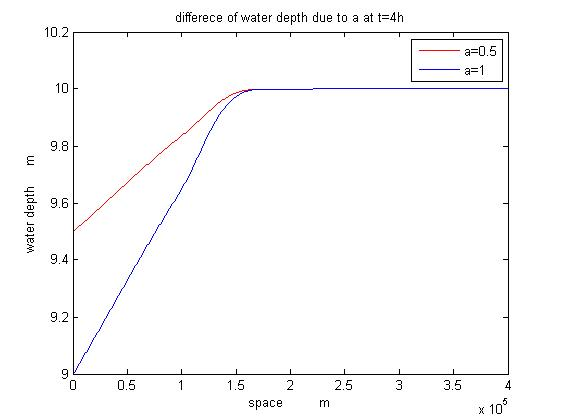 differece of water depth due to a at t=4h
10.2
a=0.5
a=1
10
9.8
9.6
9.4
9.2
9
water depth m
0 0.5 1 1.5 2 2.5 3 3.5 4
x 10^5
space m